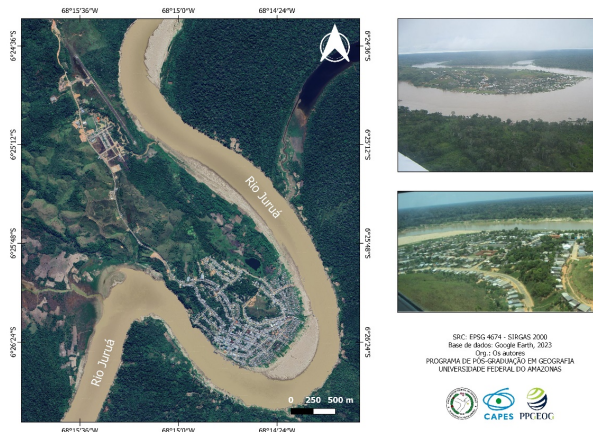 68°15'36"W 68°15'0"W 68°14'24"W
6°24'36"S
6°24'36"S
6°25'12"S
6°25'12"S
Rio Juruá
6°25'48"S
6°25'48"S
6°26'24"S
6°26'24"S
Rio Juruá
0 250 500 m
68°15'36"W 68°15'0"W 68°14'24"W
SRC: EPSG 4674 - SIRGAS 2000
Base de dados: Google Earth, 2023
Org.: Os autores
PROGRAMA DE PÓS-GRADUAÇÃO EM GEOGRAFIA
UNIVERSIDADE FEDERAL DO AMAZONAS
CAPES PPGEOG